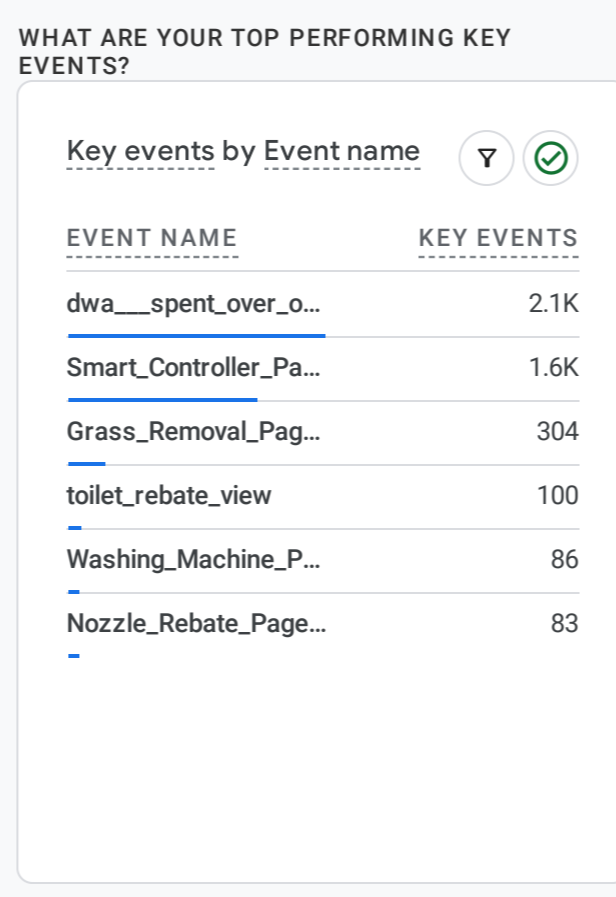 WHAT ARE YOUR TOP PERFORMING KEY
EVENTS?
Key events by Event name
EVENT NAME KEY EVENTS
dwa___spent_over_o... 2.1K
Smart_Controller_Pa... 1.6K
Grass_Removal_Pag... 304
toilet_rebate_view 100
Washing_Machine_P... 86
Nozzle_Rebate_Page... 83